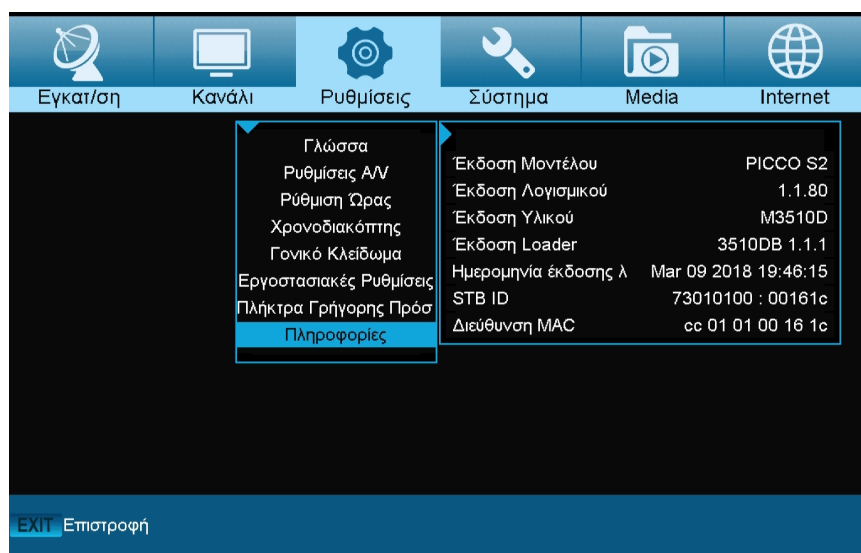 Εγκατ/ση
Κανάλι
Ρυθμίσεις
Σύστημα
Media
Internet
Γλώσσα
Ρυθμίσεις A/V
Ρύθμιση Ώρας
Χρονοδιακόπτης
Γονικό Κλείδωμα
Εργοστασιακές Ρυθμίσεις
Πλήκτρα Γρήγορης Πρόσ
Πληροφορίες
Έκδοση Μοντέλου PICCO S2
Έκδοση Λογισμικού 1.1.80
Έκδοση Υλικού M3510D
Έκδοση Loader 3510DB 1.1.1
Ημερομηνία έκδοσης λ Mar 09 2018 19:46:15
STB ID 73010100 : 00161c
Διεύθυνση MAC cc 01 01 00 16 1c
EXIT Επιστροφή